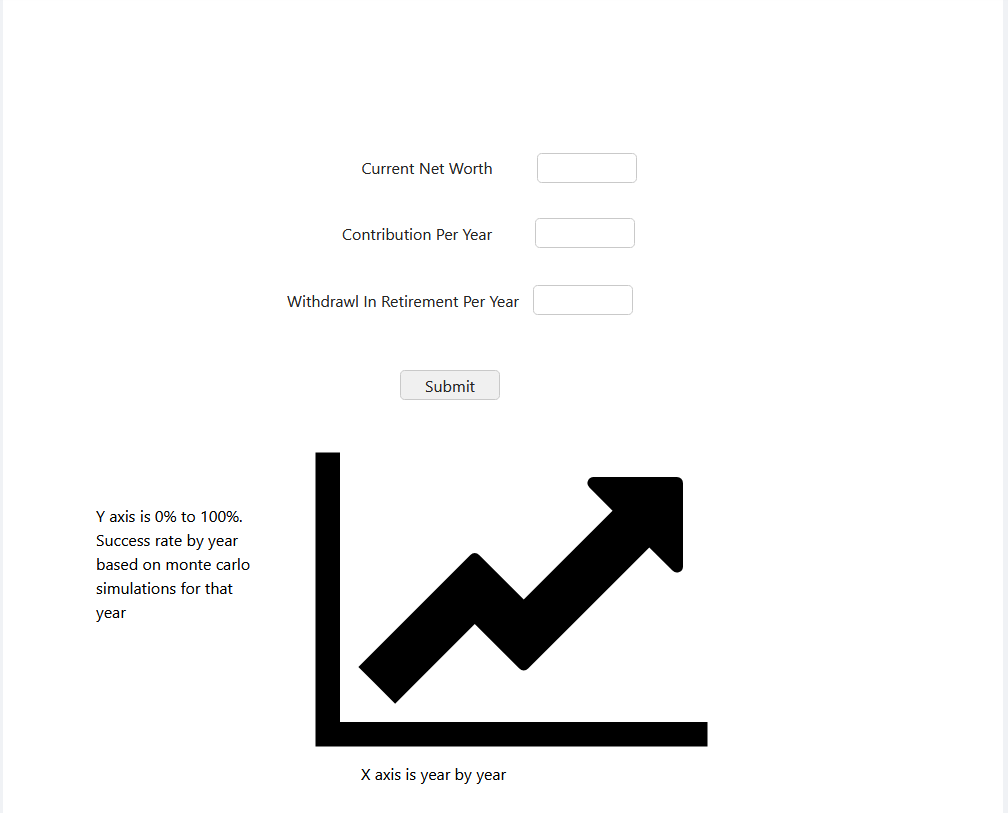 Current Net Worth
Contribution Per Year
Withdrawl In Retirement Per Year
Submit
Y axis is 0% to 100%.
Success rate by year
based on monte carlo
simulations for that
year
X axis is year by year